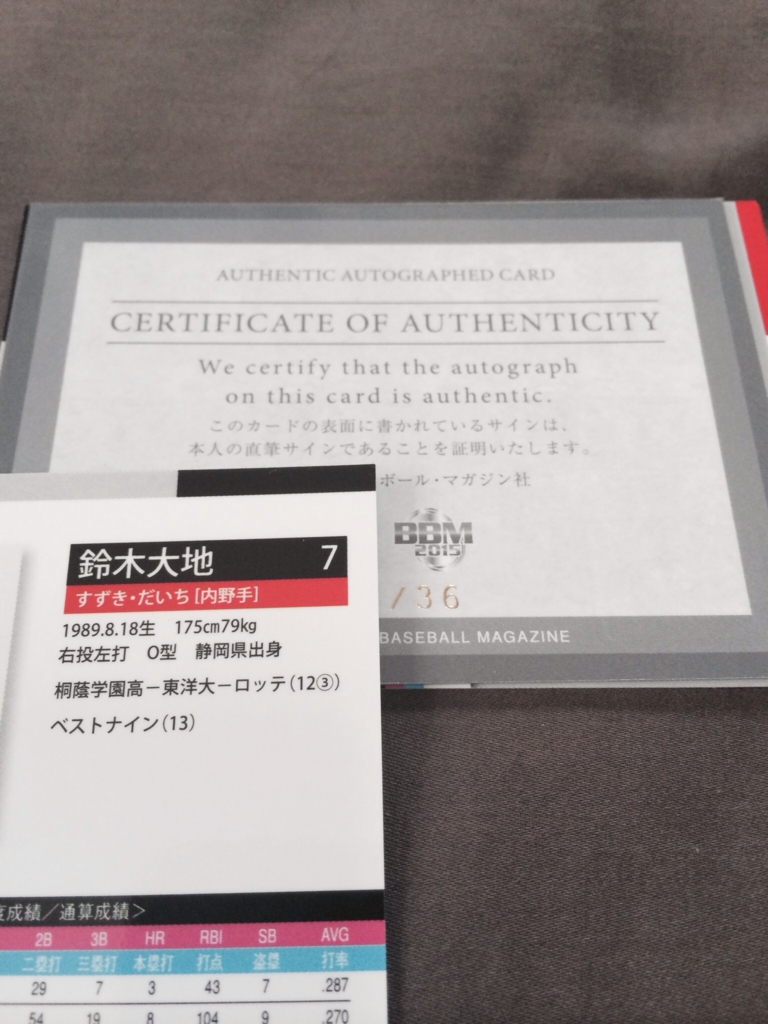 AUTHENTIC AUTOGRAPHED CARD
CERTIFICATE OF AUTHENTICITY
We certify that the autograph
on this card is authentic.
このカードの表面に書かれているサインは、
本人の直筆サインであることを証明いたします。
ボール・マガジン社
BBM
2015
/36
BASEBALL MAGAZINE
鈴木大地 7
すずき・だいち [内野手]
1989.8.18生 175cm79kg
右投左打 O型 静岡県出身
桐蔭学園高－東洋大－ロッテ(12③)
ベストナイン(13)
度成績／通算成績＞
2B 3B HR RBI SB AVG
二塁打 三塁打 本塁打 打点 盗塁 打率
29 7 3 43 7 .287
54 19 8 104 9 .270